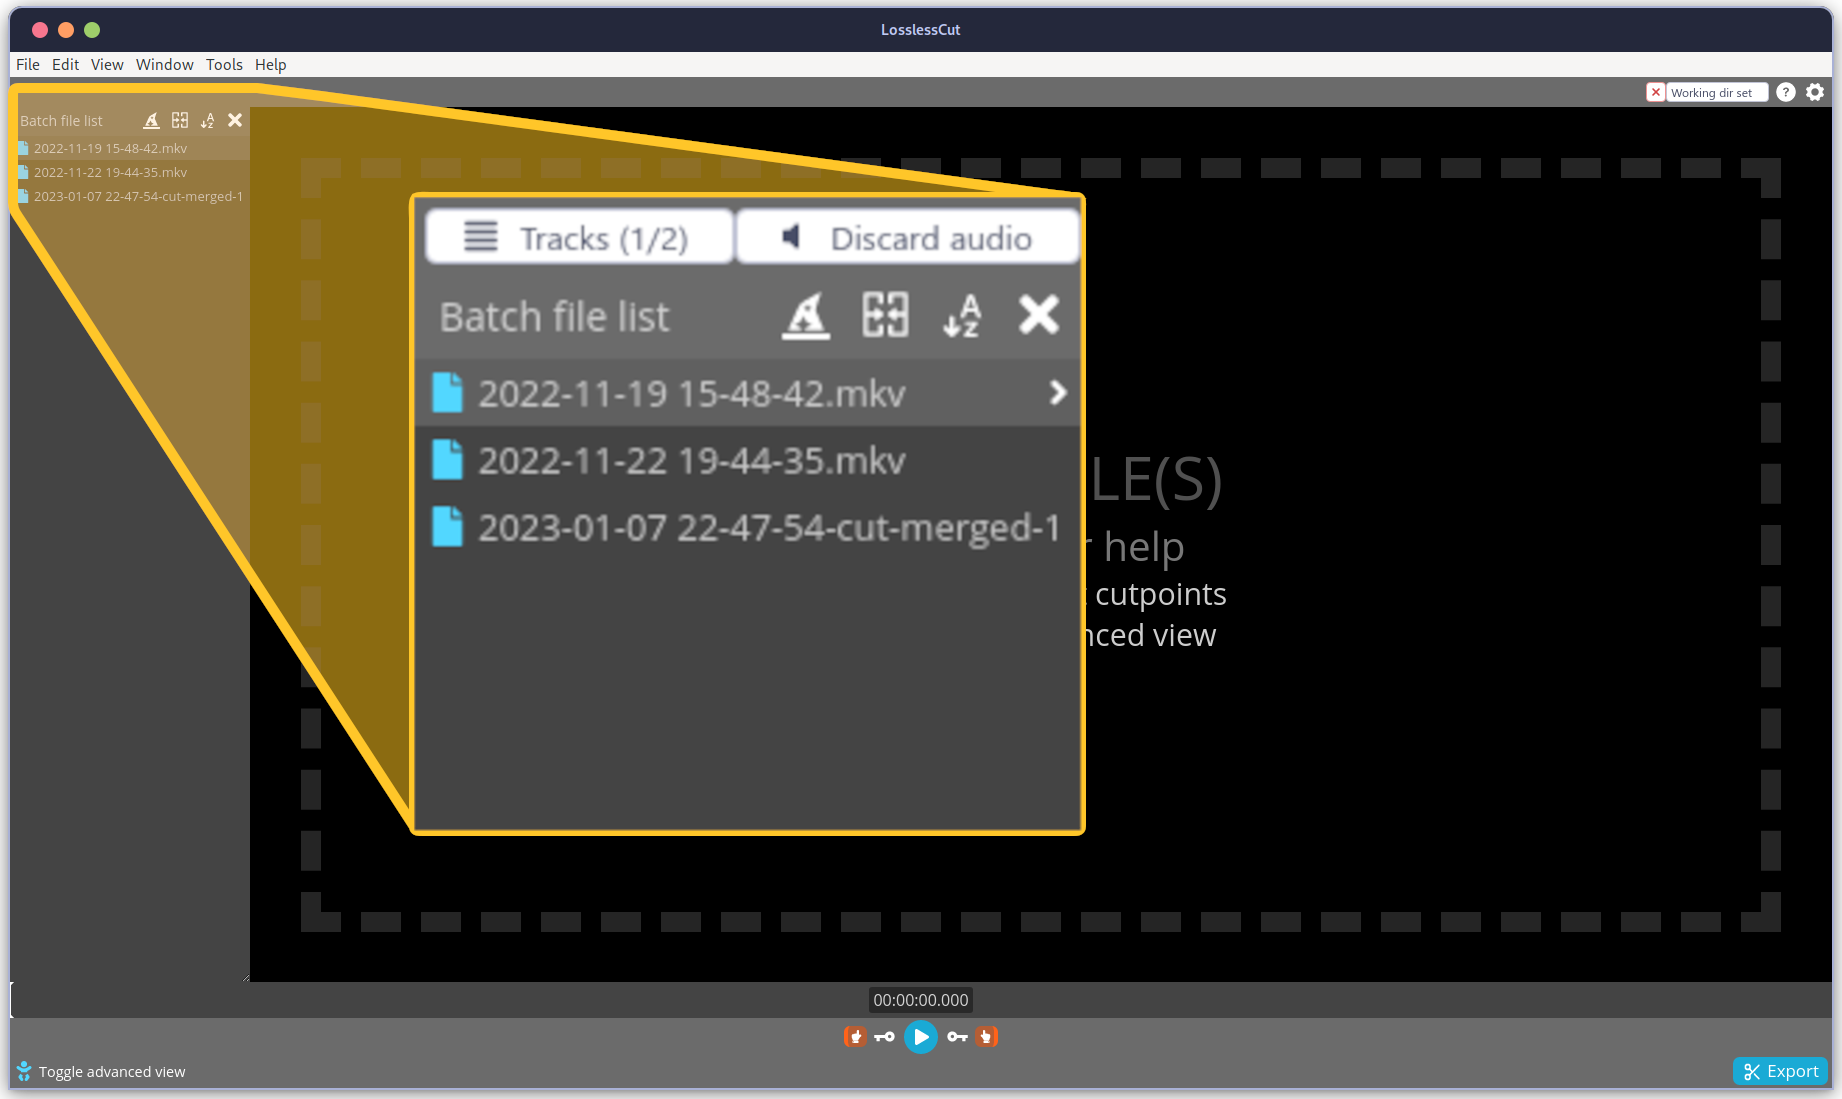 LosslessCut
File Edit View Window Tools Help
Working dir set
Batch file list
2022-11-19 15-48-42.mkv
2022-11-22 19-44-35.mkv
2023-01-07 22-47-54-cut-merged-1
Tracks (1/2) Discard audio
Batch file list
2022-11-19 15-48-42.mkv
2022-11-22 19-44-35.mkv
2023-01-07 22-47-54-cut-merged-1
LE(S)
help
cutpoints
nced view
00:00:00.000
Toggle advanced view
Export